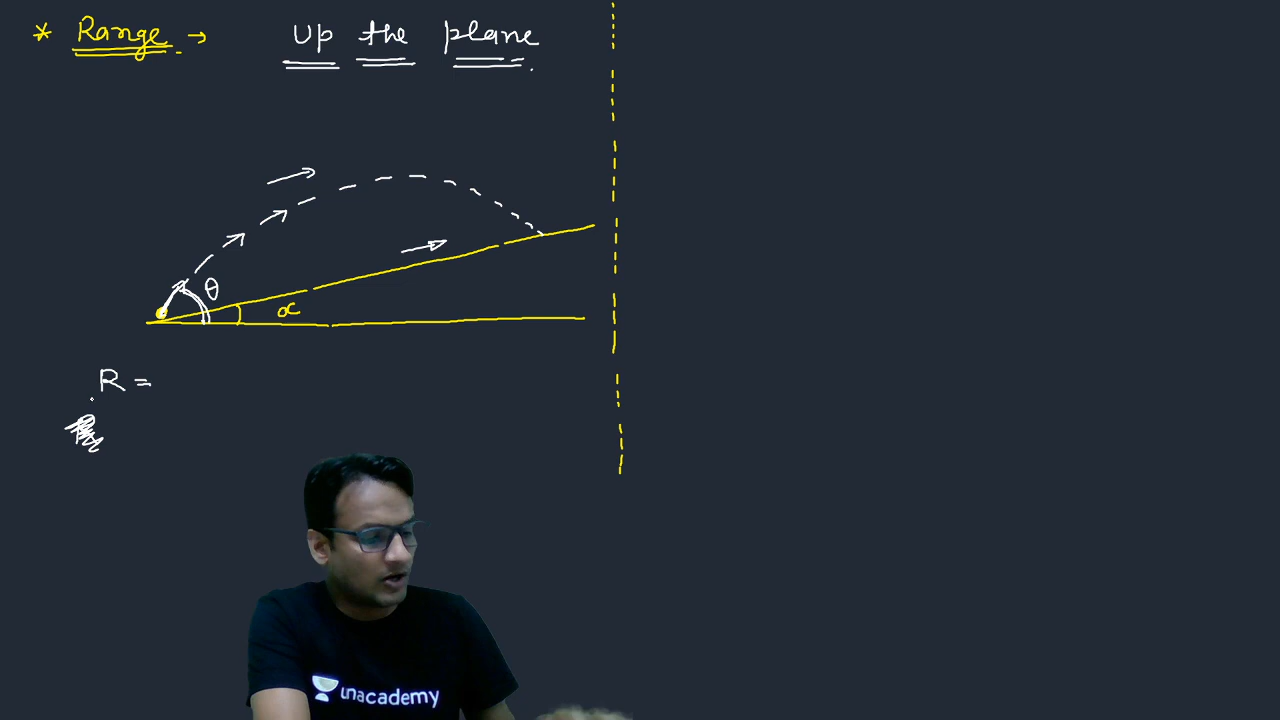 * Range → Up the plane.
θ
α
R =
unacademy